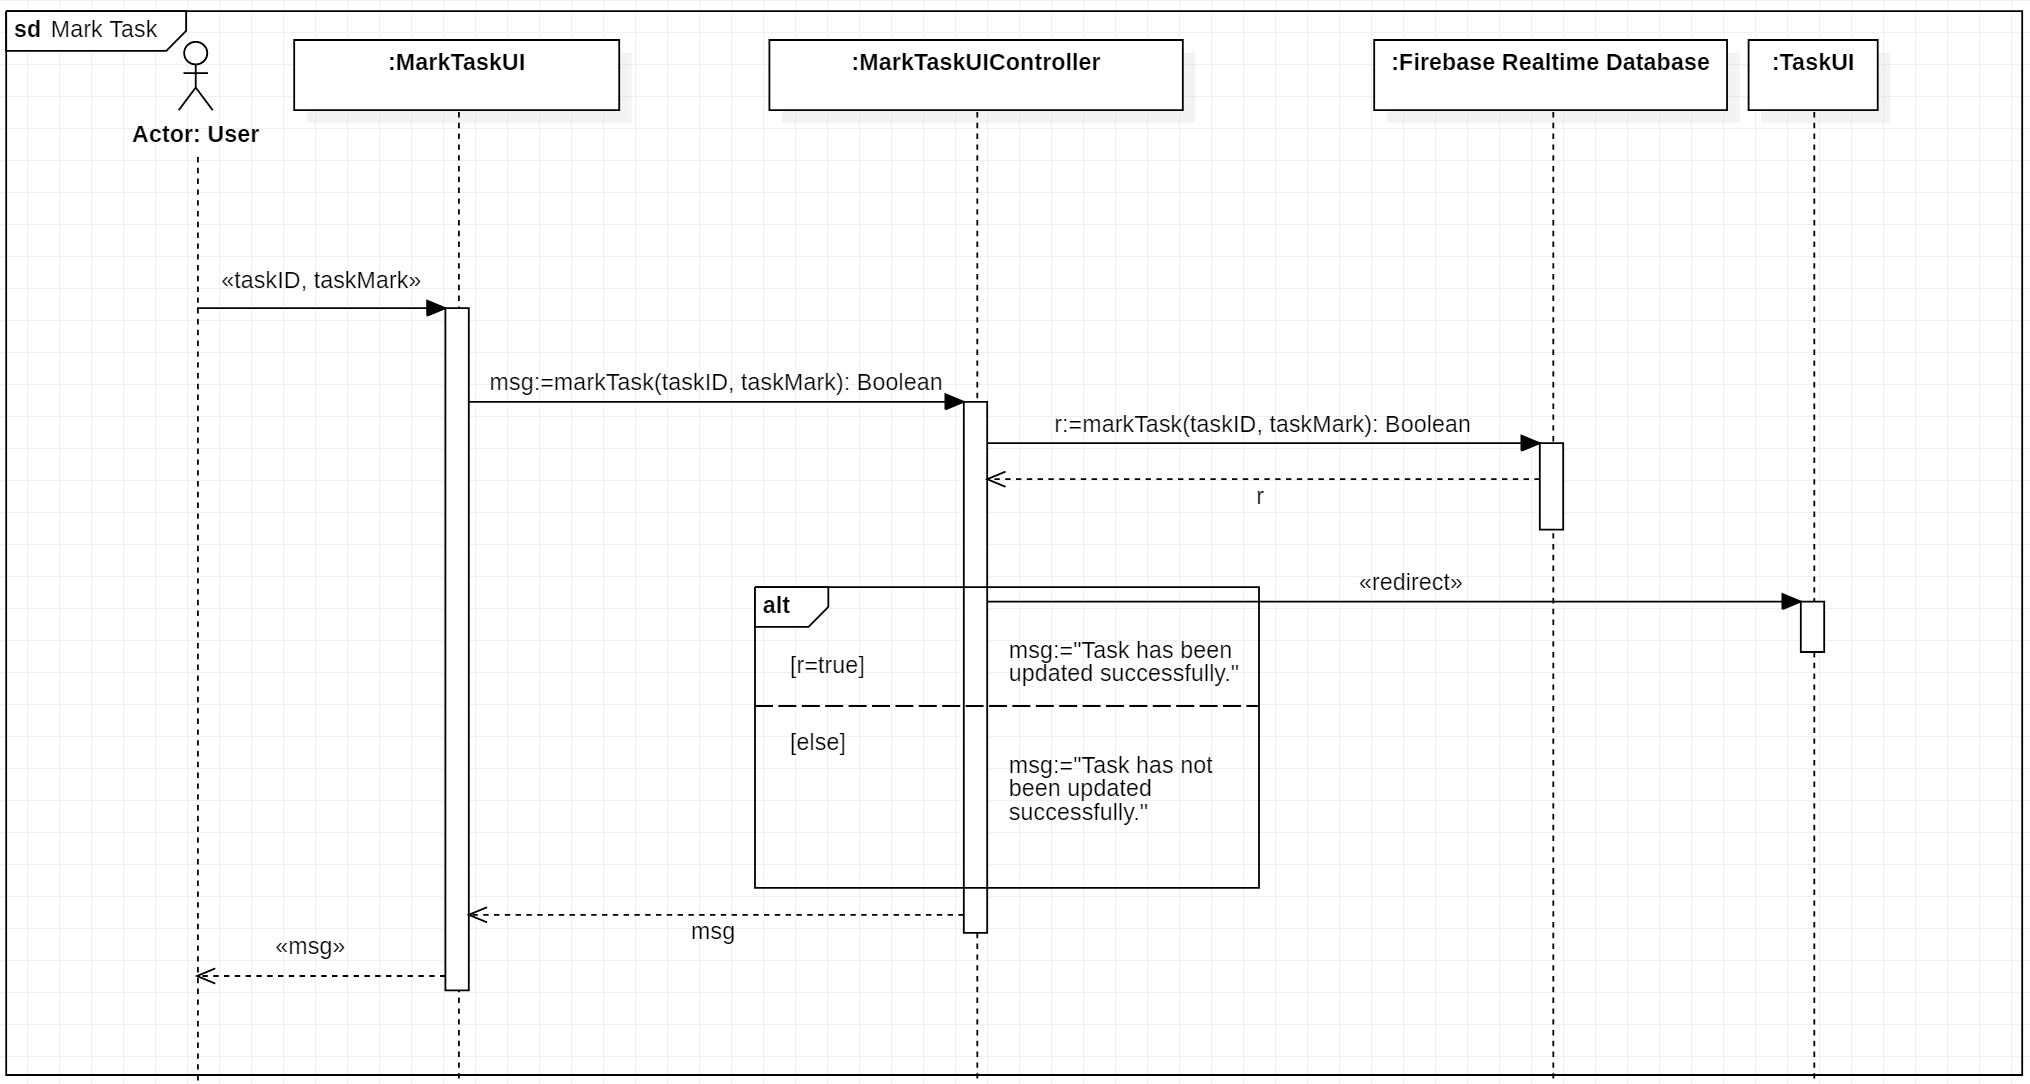 sd Mark Task
:MarkTaskUI
:MarkTaskUIController
:Firebase Realtime Database
:TaskUI
Actor: User
«taskID, taskMark»
msg:=markTask(taskID, taskMark): Boolean
r:=markTask(taskID, taskMark): Boolean
r
«redirect»
alt
[r=true]
msg:="Task has been
updated successfully."
[else]
msg:="Task has not
been updated
successfully."
msg
«msg»